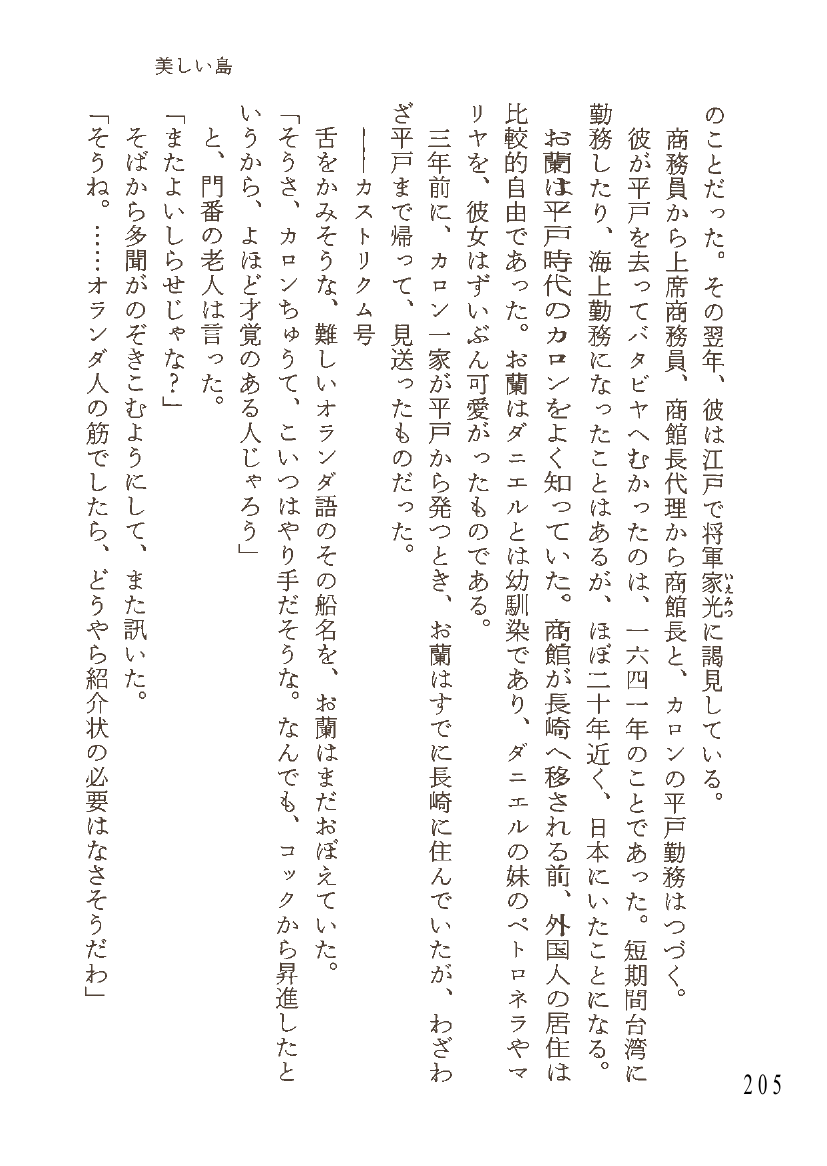 美しい島
のことだった。その翌年、彼は江戸で将軍家光に謁見している。
いえみつ
商務員から上席商務員、商館長代理から商館長と、カロンの平戸勤務はつづく。
彼が平戸を去ってバタビヤへむかったのは、一六四一年のことであった。短期間台湾に
勤務したり、海上勤務になったことはあるが、ほぼ二十年近く、日本にいたことになる。
お蘭は平戸時代のカロンをよく知っていた。商館が長崎へ移される前、外国人の居住は
比較的自由であった。お蘭はダニエルとは幼馴染であり、ダニエルの妹のペトロネラやマ
リヤを、彼女はずいぶん可愛がったものである。
三年前に、カロン一家が平戸から発つとき、お蘭はすでに長崎に住んでいたが、わざわ
ざ平戸まで帰って、見送ったものだった。
――カストリクム号
舌をかみそうな、難しいオランダ語のその船名を、お蘭はまだおぼえていた。
「そうさ、カロンちゅうて、こいつはやり手だそうな。なんでも、コックから昇進したと
いうから、よほど才覚のある人じゃろう」
と、門番の老人は言った。
「またよいしらせじゃな?」
そばから多聞がのぞきこむようにして、また訊いた。
「そうね。……オランダ人の筋でしたら、どうやら紹介状の必要はなさそうだわ」
205